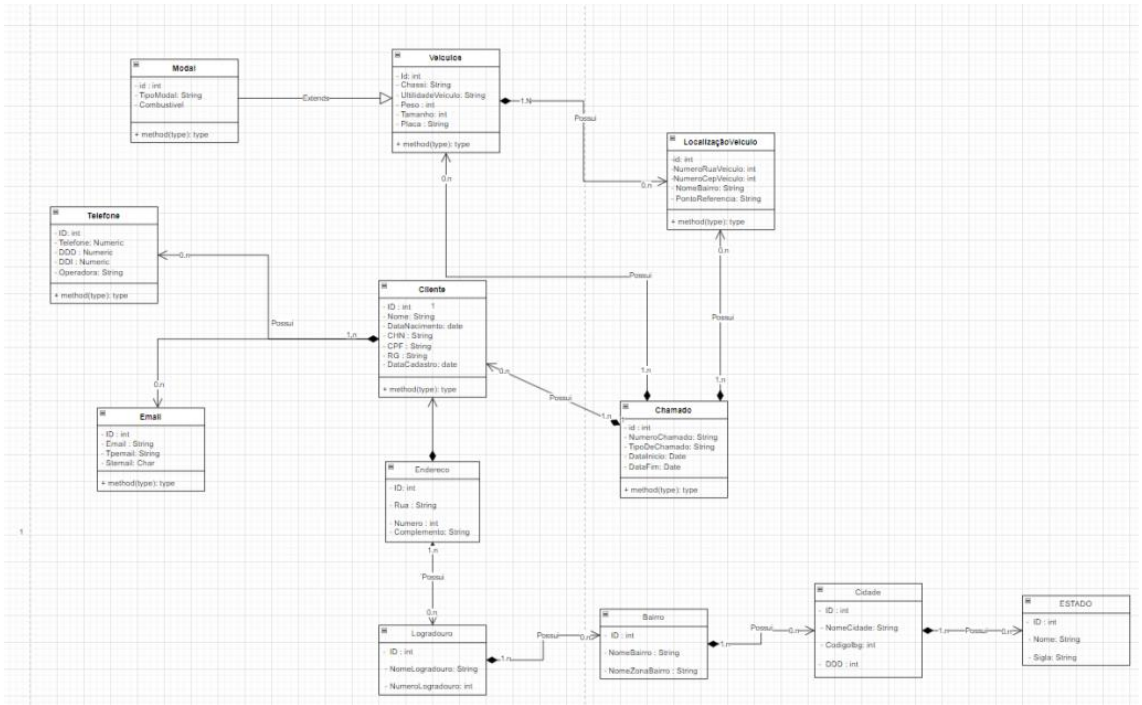 Modal
- id : int
- TipoModal: String
- Combustivel
+ method(type): type
Extends
Veiculos
- Id: int
- Chassi: String
- UltilidadeVeiculo: String
- Peso : int
- Tamanho: int
- Placa : String
+ method(type): type
1.N
Possui
0..n
LocalizaçãoVeiculo
-id: int
-NumeroRuaVeiculo: int
-NumeroCepVeiculo: int
- NomeBairro: String
- PontoReferencia: String
+ method(type): type
0.n
0.n
Possui
Possui
1.n
1.n
Telefone
- ID: int
- Telefone: Numeric
- DDD : Numeric
- DDI : Numeric
- Operadora: String
+ method(type): type
0..n
Possui
1..n
Cliente
- ID : int
1
- Nome: String
- DataNacimento: date
- CHN : String
- CPF : String
- RG : String
- DataCadastro: date
+ method(type): type
0.n
Possui
1..n
Chamado
- id : int
- NumeroChamado: String
- TipoDeChamado: String
- DataInicio: Date
- DataFim: Date
+ method(type): type
0.n
Email
- ID : int
- Email : String
- Tpemail: String
- Stemail: Char
+ method(type): type
Endereco
- ID: int
- Rua : String
- Numero : int
- Complemento: String
1.n
Possui
0..n
1
Logradouro
- ID : int
- NomeLogradouro: String
- NumeroLogradouro: int
1.n
Possui
0.n
Bairro
- ID : int
- NomeBairro : String
- NomeZonaBairro : String
1.n
Possui
0..n
Cidade
- ID : int
- NomeCidade: String
- CodigoIbg: int
- DDD : int
1..n
Possui
0..n
ESTADO
- ID : int
- Nome: String
- Sigla: String